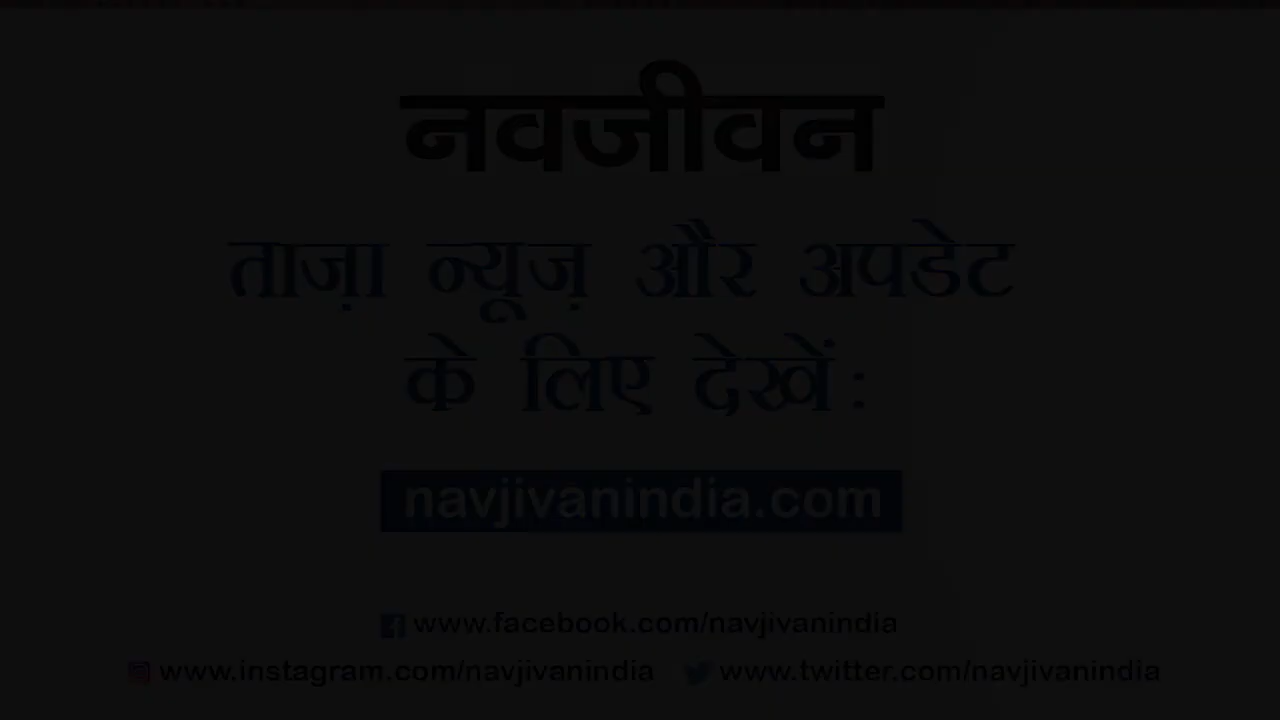 नवजीवन
ताज़ा न्यूज़ और अपडेट
के लिए देखें:
navjivanindia.com
www.facebook.com/navjivanindia
www.instagram.com/navjivanindia www.twitter.com/navjivanindia